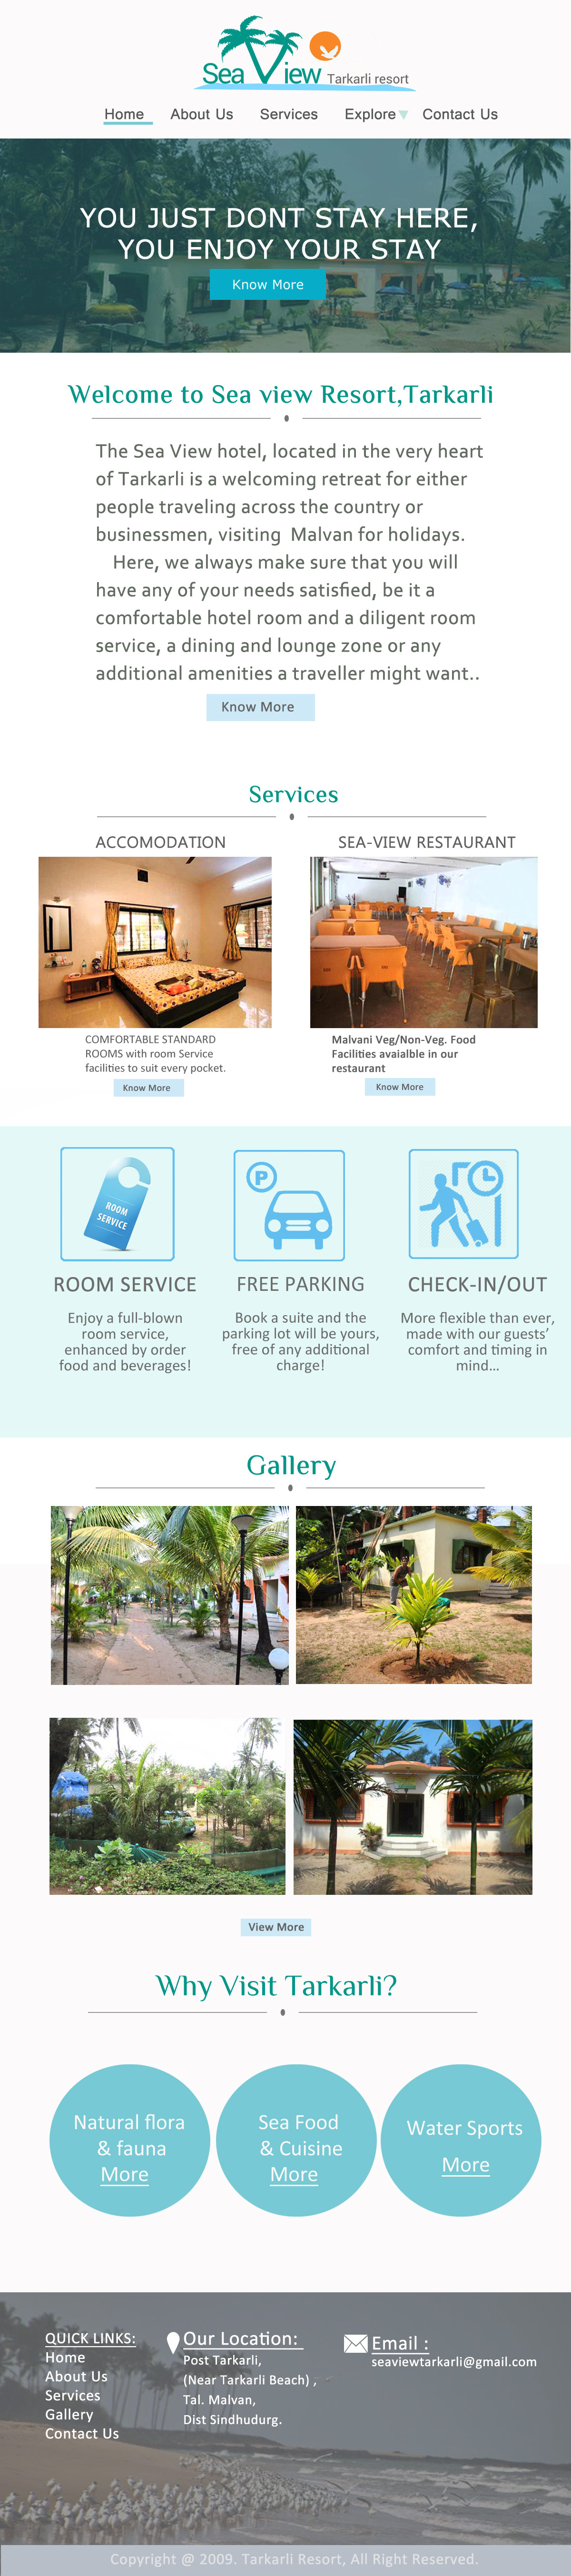 Sea View Tarkarli resort
Home About Us Services Explore Contact Us
YOU JUST DONT STAY HERE,
YOU ENJOY YOUR STAY
Know More
Welcome to Sea view Resort,Tarkarli
The Sea View hotel, located in the very heart
of Tarkarli is a welcoming retreat for either
people traveling across the country or
businessmen, visiting Malvan for holidays.
Here, we always make sure that you will
have any of your needs satisfied, be it a
comfortable hotel room and a diligent room
service, a dining and lounge zone or any
additional amenities a traveller might want..
Know More
Services
ACCOMODATION
COMFORTABLE STANDARD
ROOMS with room Service
facilities to suit every pocket.
Know More
SEA-VIEW RESTAURANT
Malvani Veg/Non-Veg. Food
Facilities avaialble in our
restaurant
Know More
ROOM
SERVICE
ROOM SERVICE
Enjoy a full-blown
room service,
enhanced by order
food and beverages!
P
FREE PARKING
Book a suite and the
parking lot will be yours,
free of any additional
charge!
CHECK-IN/OUT
More flexible than ever,
made with our guests’
comfort and timing in
mind...
Gallery
View More
Why Visit Tarkarli?
Natural flora
& fauna
More
Sea Food
& Cuisine
More
Water Sports
More
QUICK LINKS:
Home
About Us
Services
Gallery
Contact Us
Our Location:
Post Tarkarli,
(Near Tarkarli Beach) ,
Tal. Malvan,
Dist Sindhudurg.
Email :
seaviewtarkarli@gmail.com
Copyright @ 2009. Tarkarli Resort, All Right Reserved.